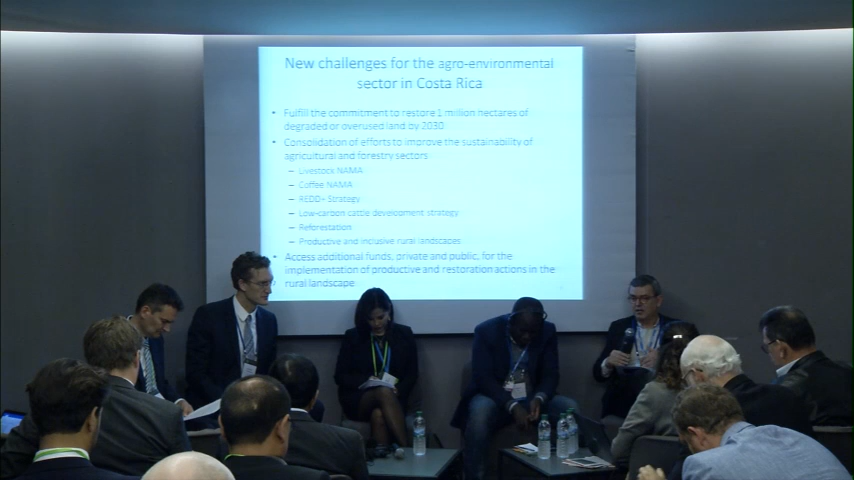 New challenges for the agro-environmental
sector in Costa Rica
• Fulfill the commitment to restore 1 million hectares of
degraded or overused land by 2030
• Consolidation of efforts to improve the sustainability of
agricultural and forestry sectors
– Livestock NAMA
– Coffee NAMA
– REDD+ Strategy
– Low-carbon cattle development strategy
– Reforestation
– Productive and inclusive rural landscapes
• Access additional funds, private and public, for the
implementation of productive and restoration actions in the
rural landscape